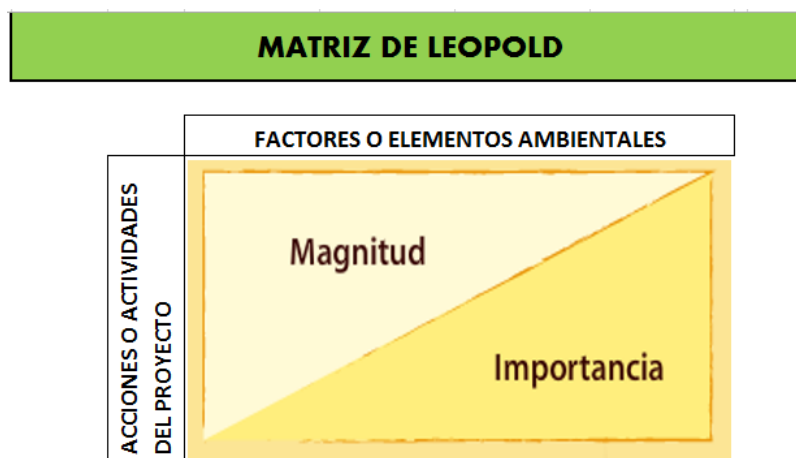 MATRIZ DE LEOPOLD
FACTORES O ELEMENTOS AMBIENTALES
ACCIONES O ACTIVIDADES
DEL PROYECTO
Magnitud
Importancia